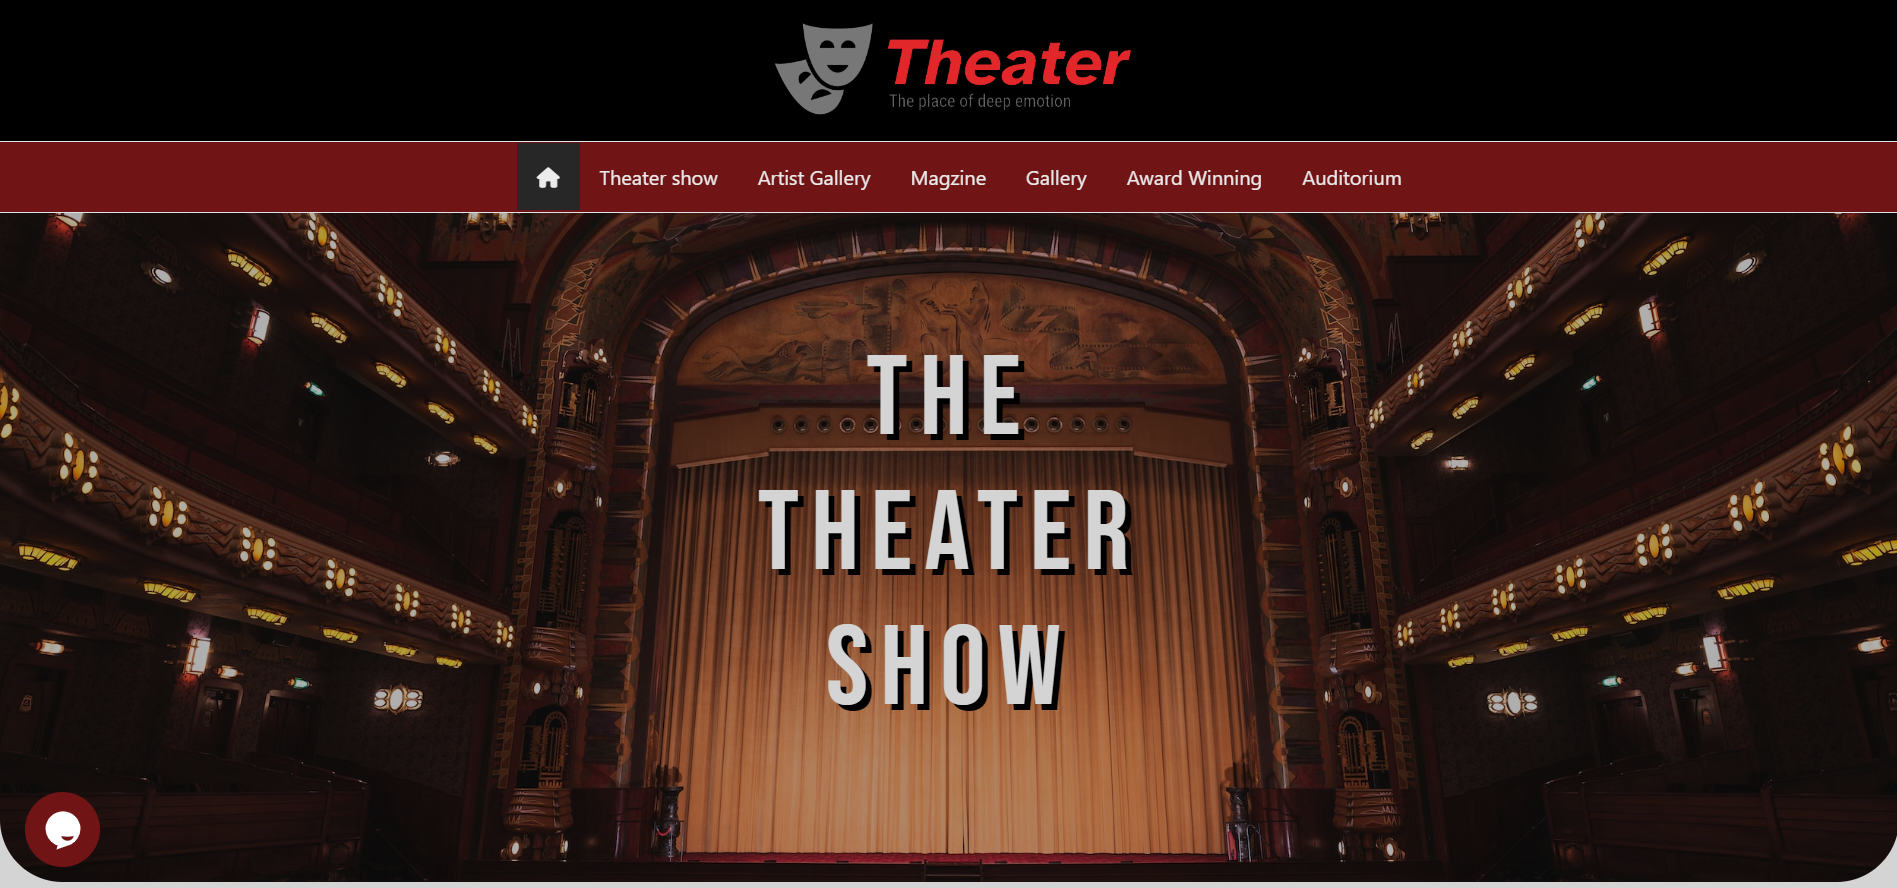 Theater
The place of deep emotion
Theater show Artist Gallery Magzine Gallery Award Winning Auditorium
THE
THEATER
SHOW